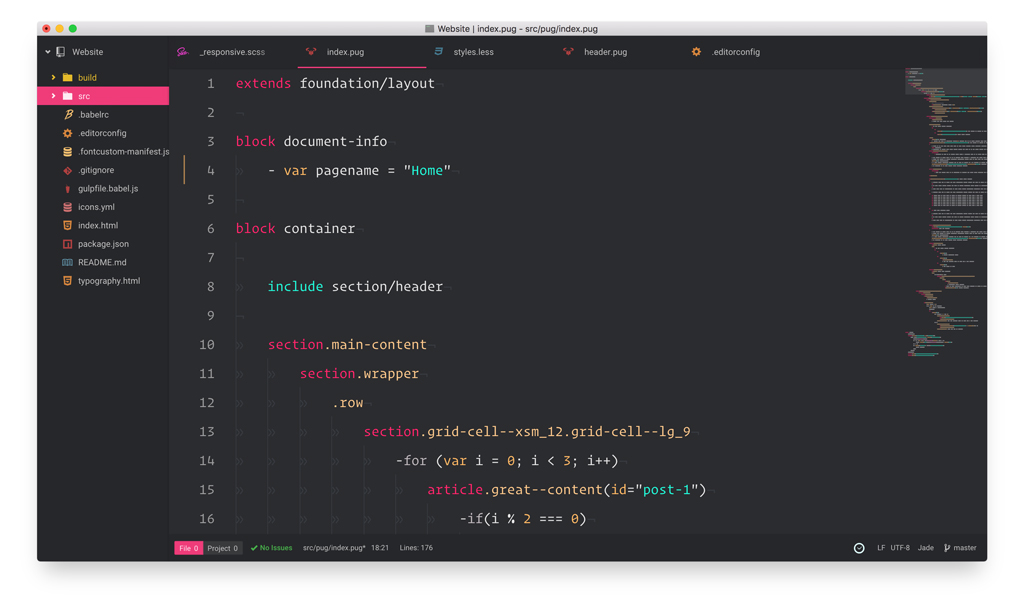 Website | index.pug - src/pug/index.pug
Website
_responsive.scss
index.pug
styles.less
header.pug
.editorconfig
build
src
.babelrc
.editorconfig
.fontcustom-manifest.js
.gitignore
gulpfile.babel.js
icons.yml
index.html
package.json
README.md
typography.html
1 extends foundation/layout
2
3 block document-info
4 - var pagename = "Home"
5
6 block container
7
8 include section/header
9
10 section.main-content
11 section.wrapper
12 .row
13 section.grid-cell--xsm_12.grid-cell--lg_9
14 -for (var i = 0; i < 3; i++)
15 article.great--content(id="post-1")
16 -if(i % 2 === 0)
File 0 Project 0 No Issues src/pug/index.pug* 18:21 Lines: 176 LF UTF-8 Jade master